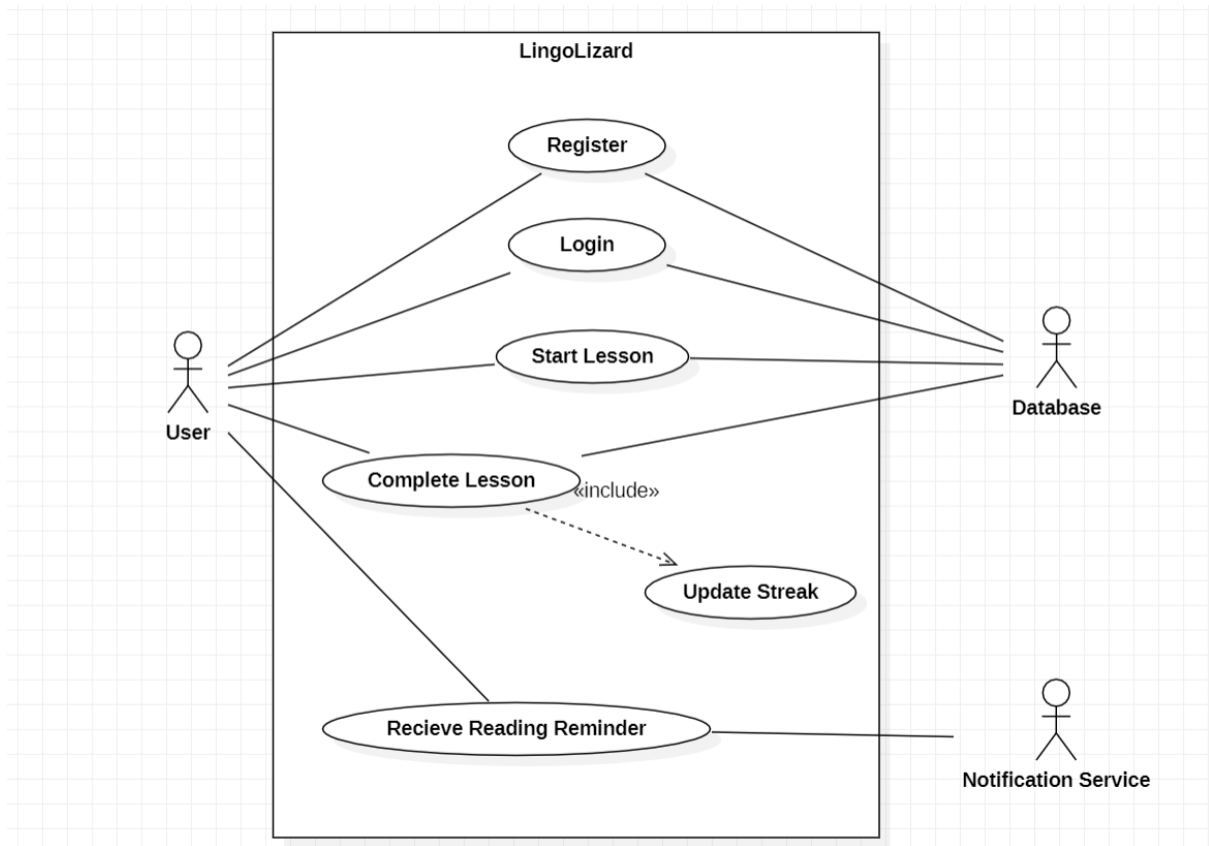 LingoLizard
Register
Login
Start Lesson
User
Database
Complete Lesson
«include»
Update Streak
Recieve Reading Reminder
Notification Service